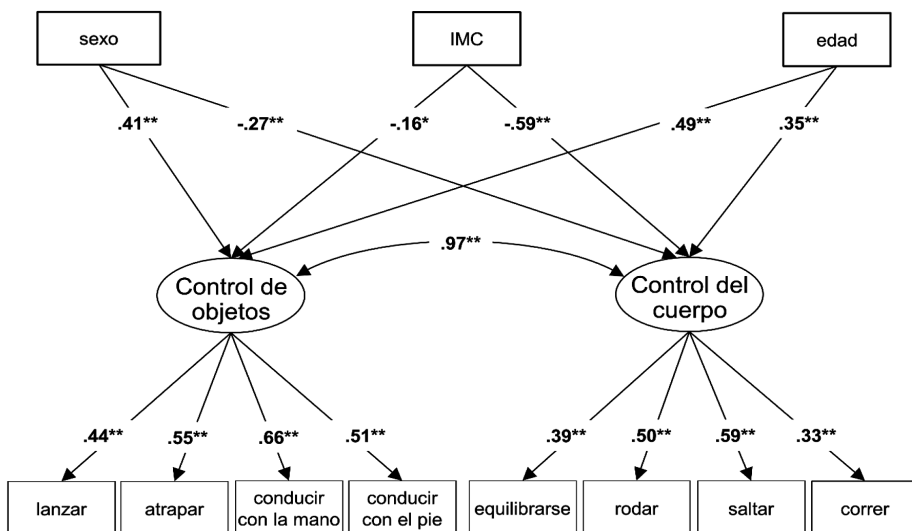 sexo
IMC
edad
.41**
-.27**
-.16*
-.59**
.49**
.35**
.97**
Control de
objetos
Control del
cuerpo
.44**
.55**
.66**
.51**
.39**
.50**
.59**
.33**
lanzar
atrapar
conducir
con la mano
conducir
con el pie
equilibrarse
rodar
saltar
correr